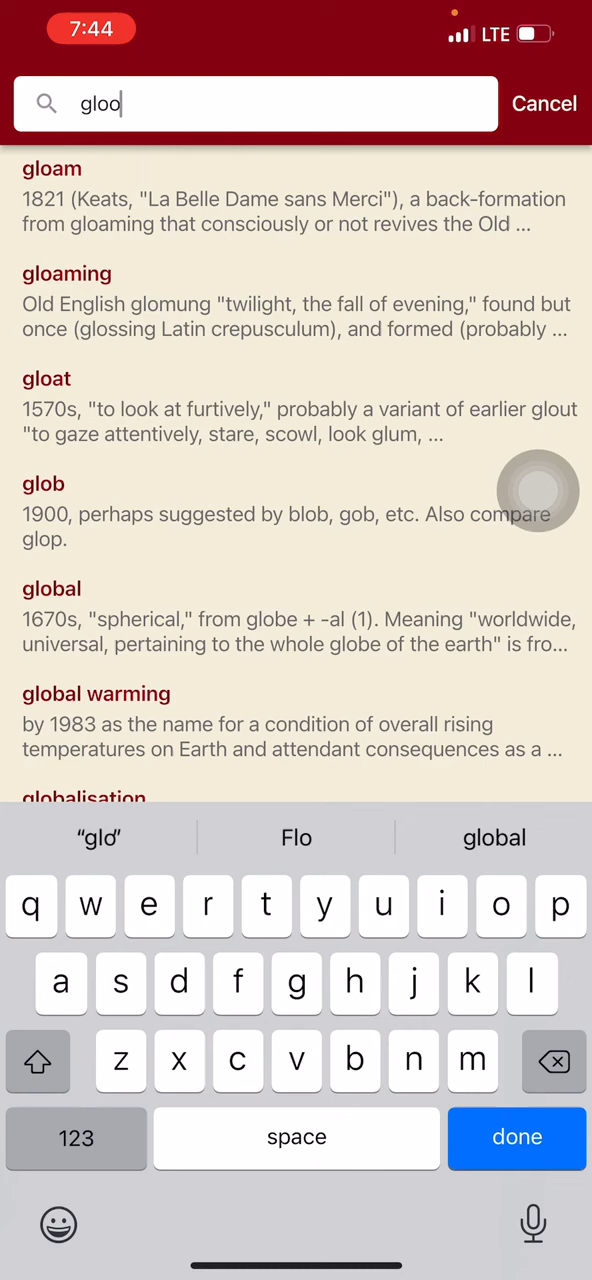 7:44
LTE
gloo
Cancel
gloam
1821 (Keats, "La Belle Dame sans Merci"), a back-formation
from gloaming that consciously or not revives the Old ...
gloaming
Old English glomung "twilight, the fall of evening," found but
once (glossing Latin crepusculum), and formed (probably ...
gloat
1570s, "to look at furtively," probably a variant of earlier glout
"to gaze attentively, stare, scowl, look glum, ...
glob
1900, perhaps suggested by blob, gob, etc. Also compare
glop.
global
1670s, "spherical," from globe + -al (1). Meaning "worldwide,
universal, pertaining to the whole globe of the earth" is fro...
global warming
by 1983 as the name for a condition of overall rising
temperatures on Earth and attendant consequences as a ...
globalisation
“glơ” Flo global
q w e r t y u i o p
a s d f g h j k l
z x c v b n m
123 space done